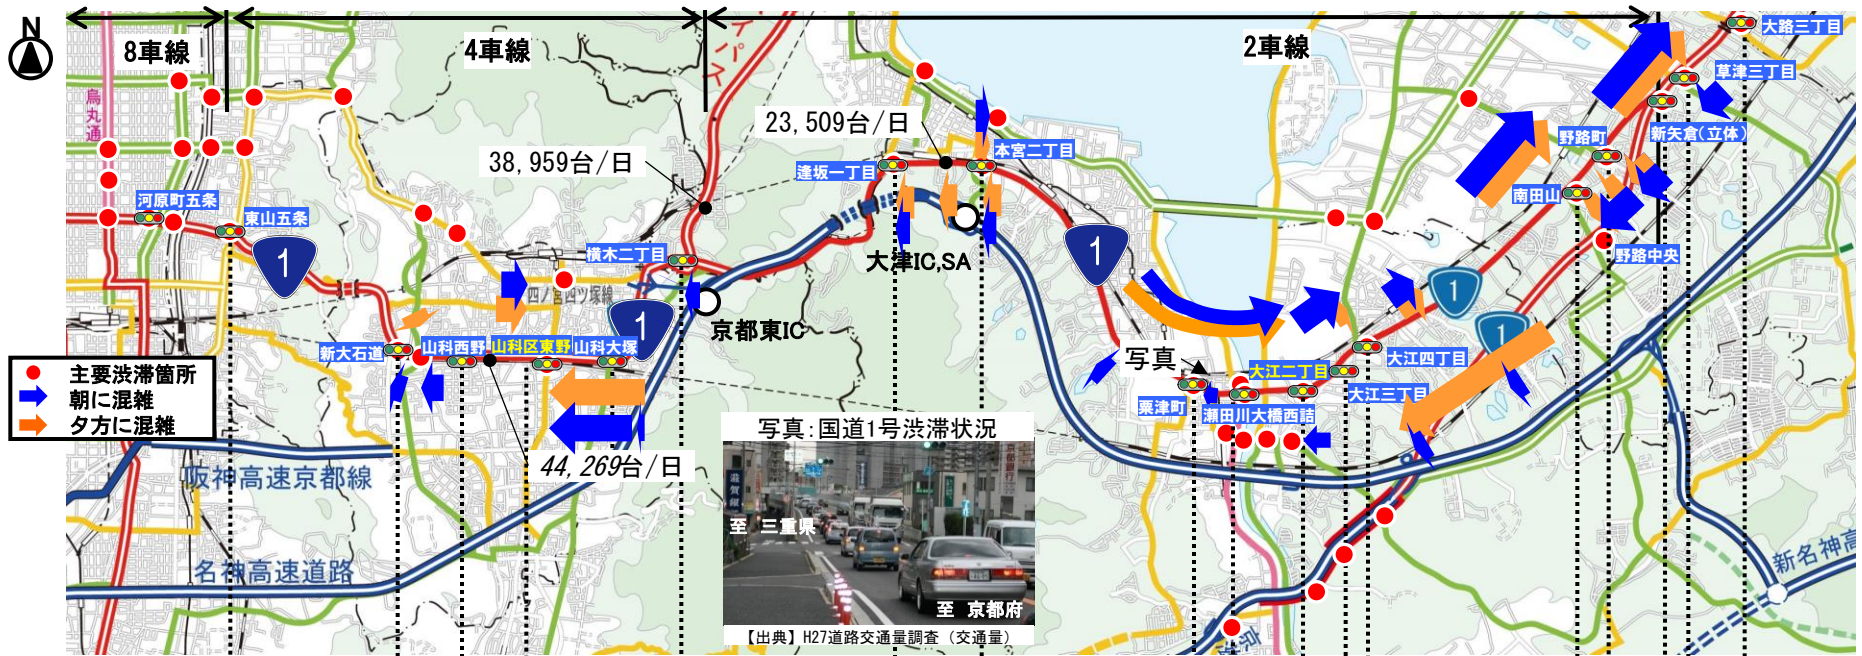 N
8車線
4車線
2車線
大路三丁目
草津三丁目
新矢倉(立体)
野路町
南田山
野路中央
烏丸通
イパス
23,509台/日
38,959台/日
本宮二丁目
逢坂一丁目
河原町五条
東山五条
1
横木二丁目
大津IC,SA
1
四ノ宮四ツ塚線
1
京都東IC
1
1
新大石道
山科西野
山科区東野
山科大塚
写真
大江四丁目
大江二丁目
大江三丁目
粟津町
瀬田川大橋西詰
主要渋滞箇所
朝に混雑
夕方に混雑
44,269台/日
阪神高速京都線
名神高速道路
新名神高
京滋
写真:国道1号渋滞状況
至 三重県
至 京都府
【出典】H27道路交通量調査（交通量）